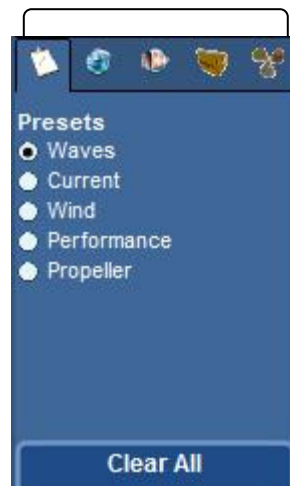 Presets
Waves
Current
Wind
Performance
Propeller
Clear All